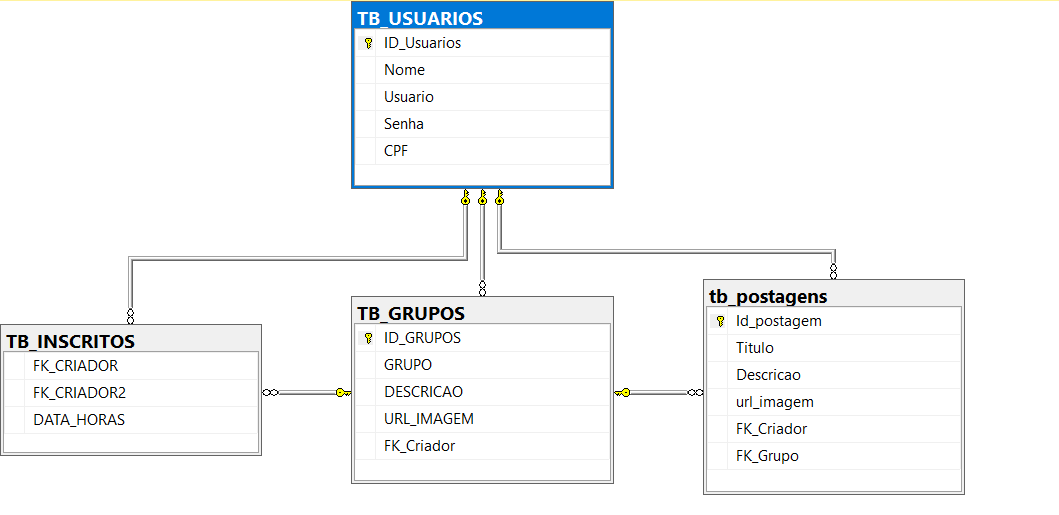 TB_USUARIOS
ID_Usuarios
Nome
Usuario
Senha
CPF
TB_INSCRITOS
FK_CRIADOR
FK_CRIADOR2
DATA_HORAS
TB_GRUPOS
ID_GRUPOS
GRUPO
DESCRICAO
URL_IMAGEM
FK_Criador
tb_postagens
Id_postagem
Titulo
Descricao
url_imagem
FK_Criador
FK_Grupo